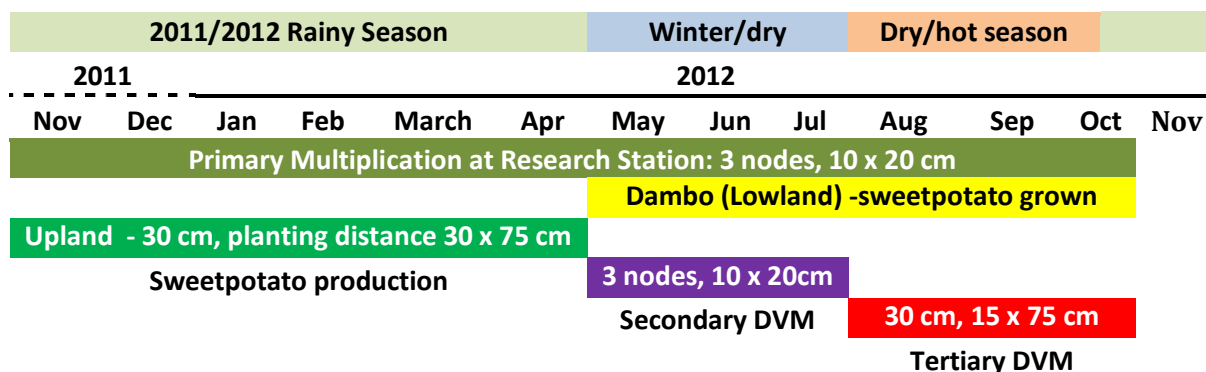 2011/2012 Rainy Season Winter/dry Dry/hot season
2011 2012
Nov Dec Jan Feb March Apr May Jun Jul Aug Sep Oct Nov
Primary Multiplication at Research Station: 3 nodes, 10 x 20 cm
Dambo (Lowland) -sweetpotato grown
Upland - 30 cm, planting distance 30 x 75 cm
Sweetpotato production 3 nodes, 10 x 20cm
Secondary DVM 30 cm, 15 x 75 cm
Tertiary DVM